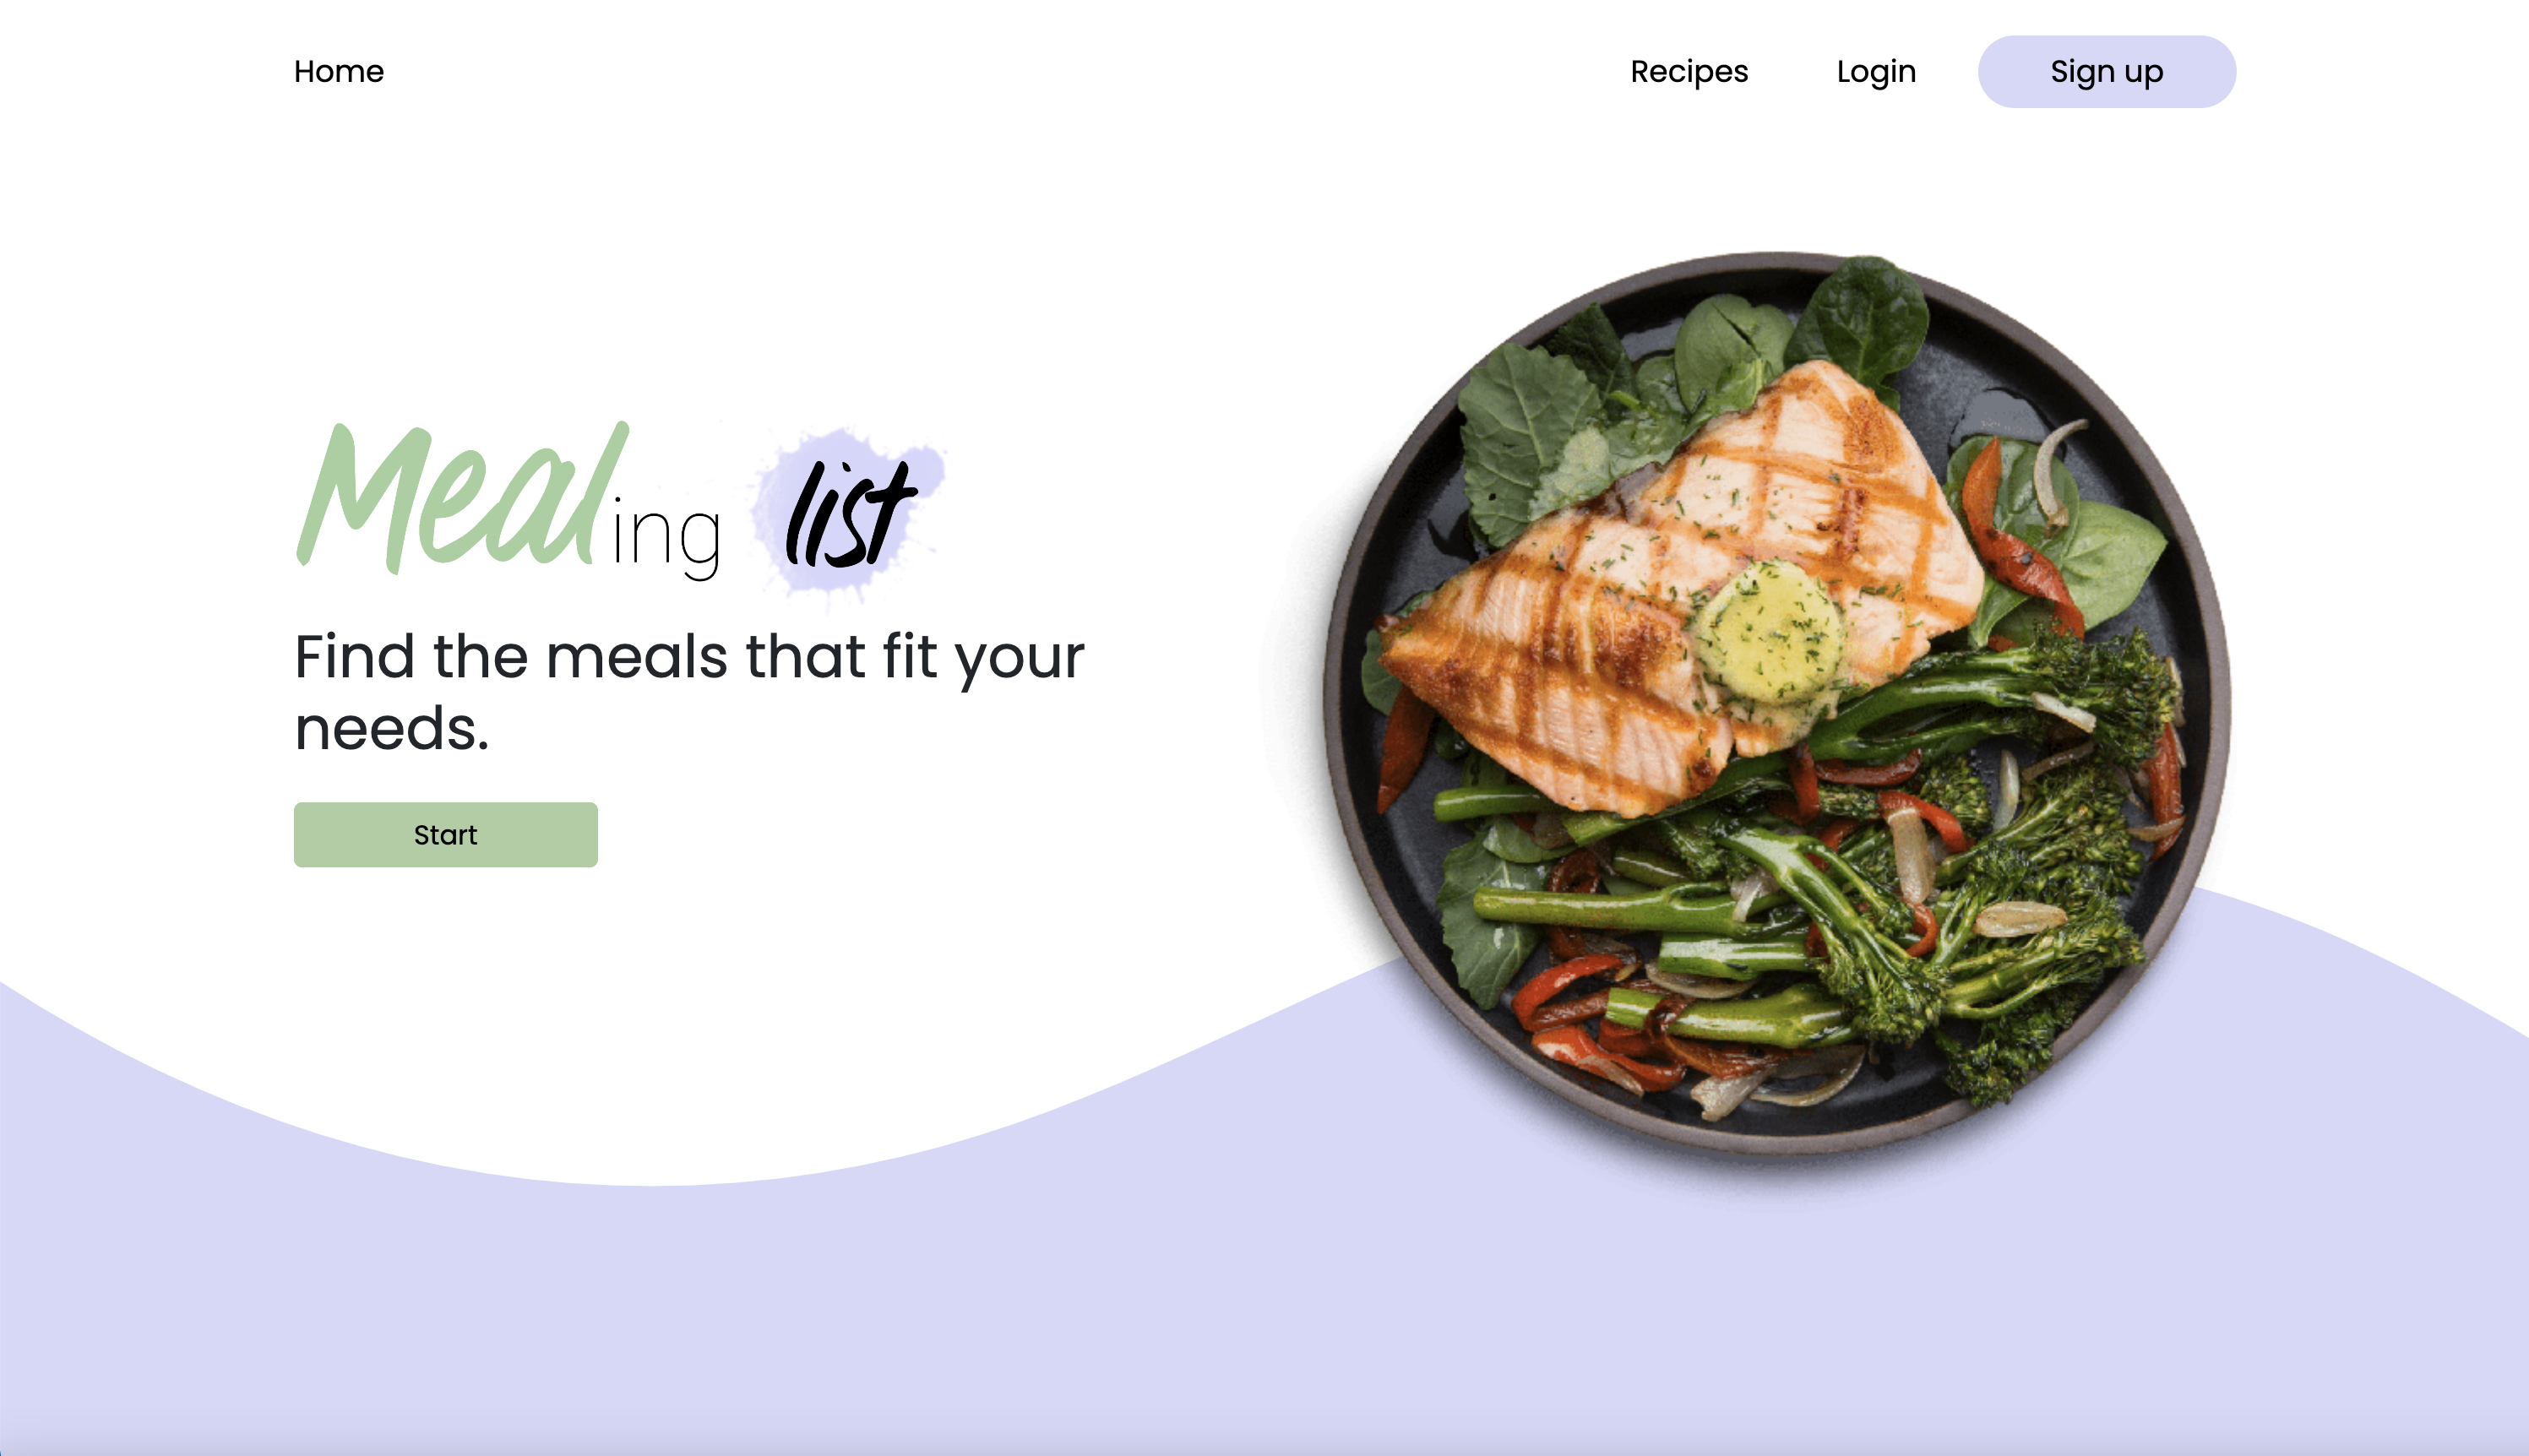 Home
Recipes
Login
Sign up
Mealing list
Find the meals that fit your
needs.
Start